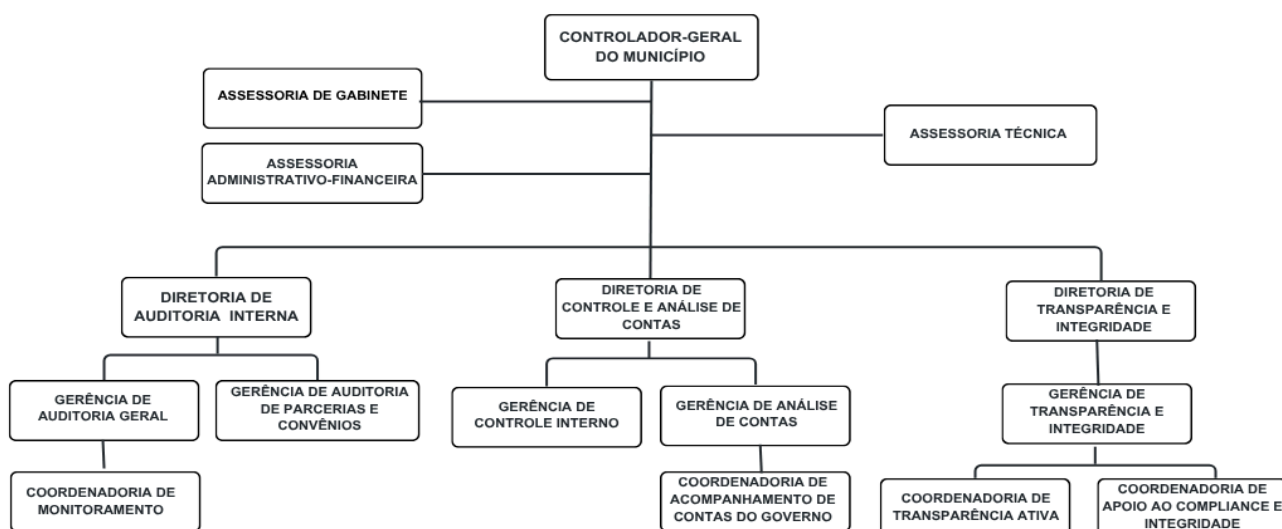 CONTROLADOR-GERAL
DO MUNICÍPIO
ASSESSORIA DE GABINETE
ASSESSORIA TÉCNICA
ASSESSORIA
ADMINISTRATIVO-FINANCEIRA
DIRETORIA DE
AUDITORIA INTERNA
DIRETORIA DE
CONTROLE E ANÁLISE DE
CONTAS
DIRETORIA DE
TRANSPARÊNCIA E
INTEGRIDADE
GERÊNCIA DE
AUDITORIA GERAL
GERÊNCIA DE AUDITORIA
DE PARCERIAS E
CONVÊNIOS
GERÊNCIA DE
CONTROLE INTERNO
GERÊNCIA DE ANÁLISE
DE CONTAS
GERÊNCIA DE
TRANSPARÊNCIA E
INTEGRIDADE
COORDENADORIA DE
MONITORAMENTO
COORDENADORIA DE
ACOMPANHAMENTO DE
CONTAS DO GOVERNO
COORDENADORIA DE
TRANSPARÊNCIA ATIVA
COORDENADORIA DE
APOIO AO COMPLIANCE E
INTEGRIDADE